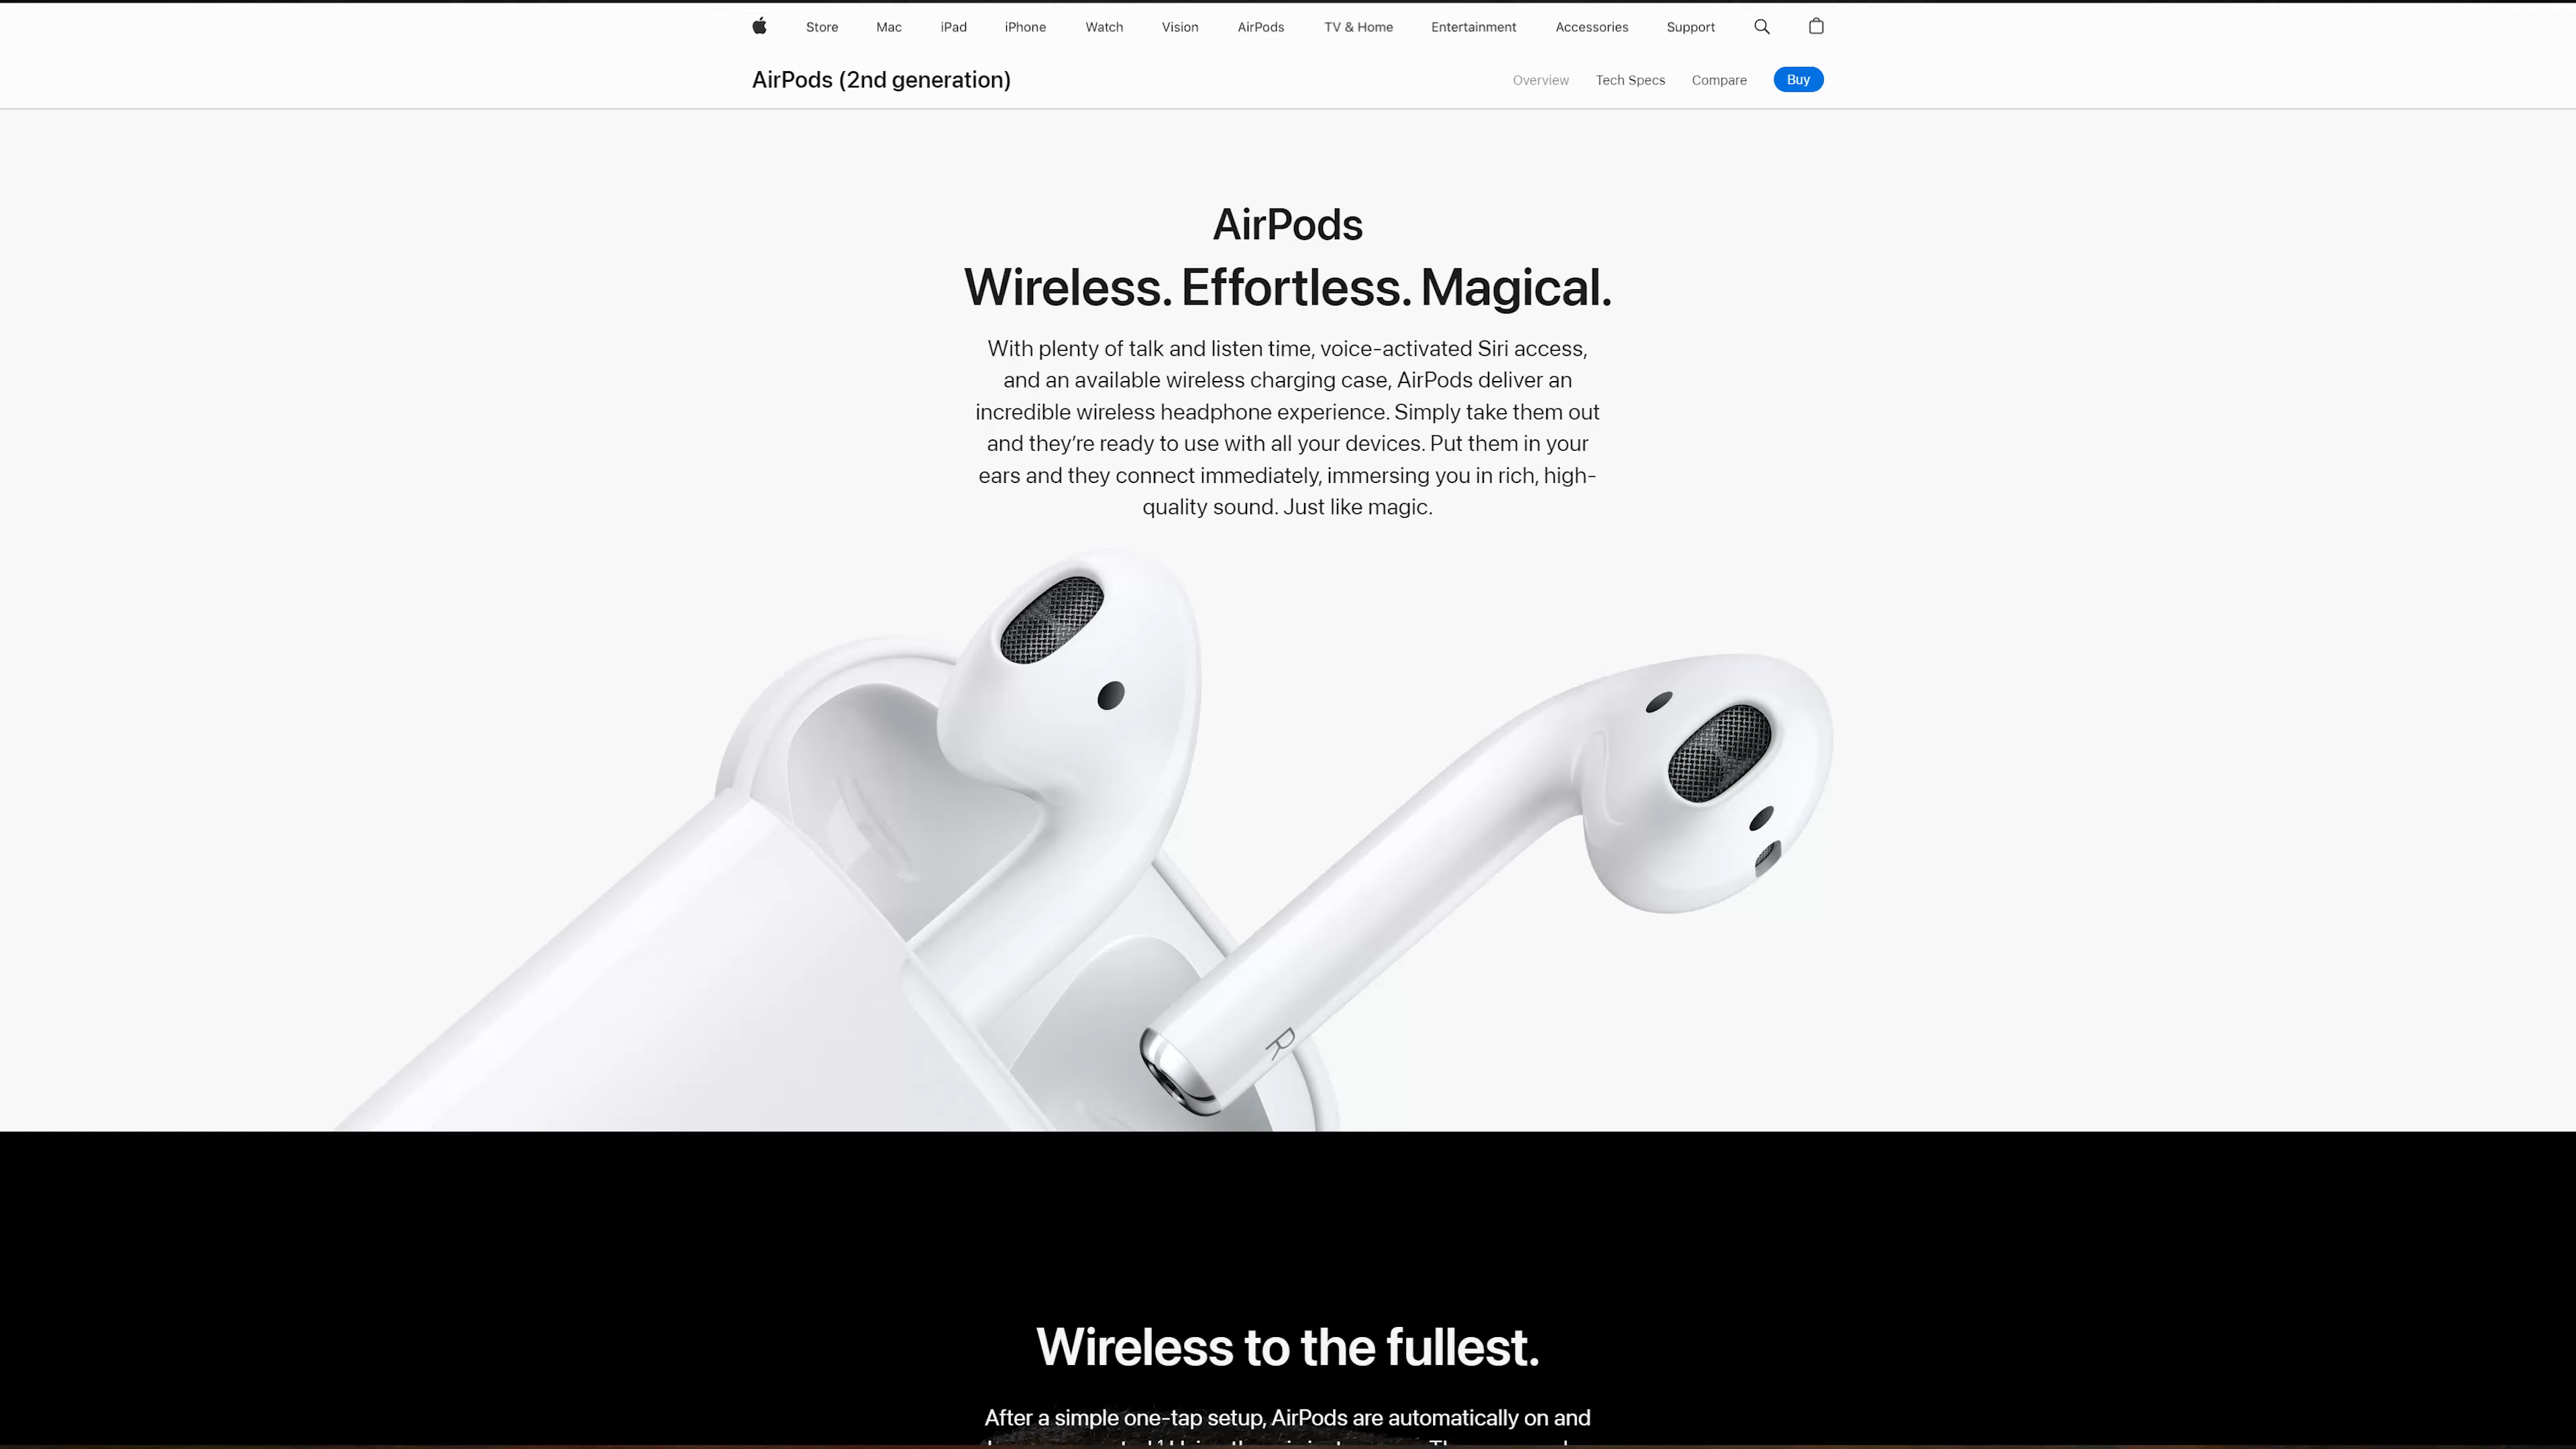 Store Mac iPad iPhone Watch Vision AirPods TV & Home Entertainment Accessories Support
AirPods (2nd generation)
Overview Tech Specs Compare Buy
AirPods
Wireless. Effortless. Magical.
With plenty of talk and listen time, voice-activated Siri access,
and an available wireless charging case, AirPods deliver an
incredible wireless headphone experience. Simply take them out
and they’re ready to use with all your devices. Put them in your
ears and they connect immediately, immersing you in rich, high-
quality sound. Just like magic.
R
Wireless to the fullest.
After a simple one-tap setup, AirPods are automatically on and